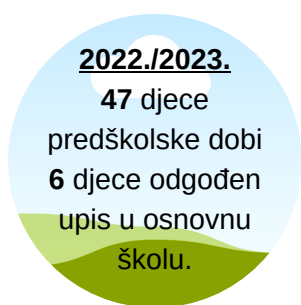 2022./2023.
47 djece
predškolske dobi
6 djece odgođen
upis u osnovnu
školu.